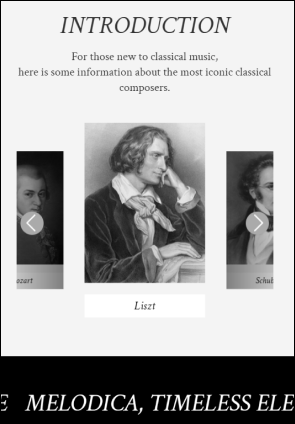 INTRODUCTION
For those new to classical music,
here is some information about the most iconic classical
composers.
ozart
Liszt
Schub
E MELODICA, TIMELESS ELE